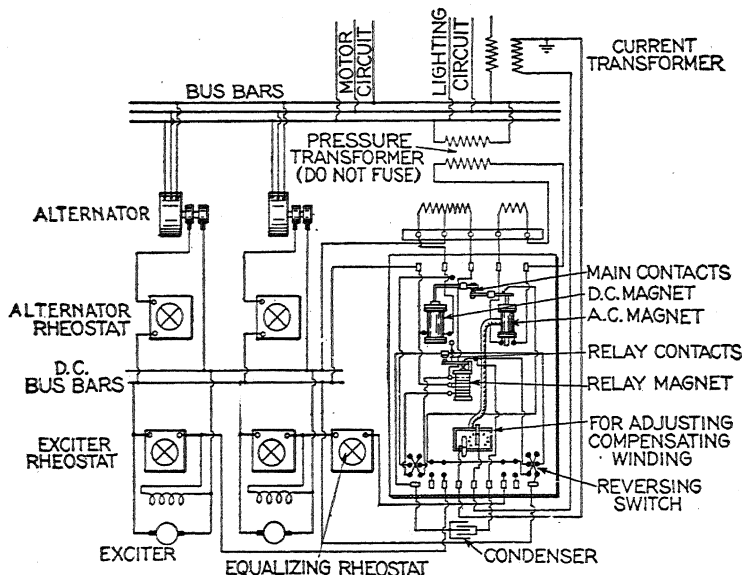 MOTOR
CIRCUIT
LIGHTING
CIRCUIT
CURRENT
TRANSFORMER
BUS BARS
PRESSURE
TRANSFORMER
(DO NOT FUSE)
ALTERNATOR
MAIN CONTACTS
D.C. MAGNET
A.C. MAGNET
ALTERNATOR
RHEOSTAT
RELAY CONTACTS
D.C.
BUS BARS
RELAY MAGNET
FOR ADJUSTING
COMPENSATING
WINDING
EXCITER
RHEOSTAT
REVERSING
SWITCH
EXCITER
EQUALIZING RHEOSTAT
CONDENSER